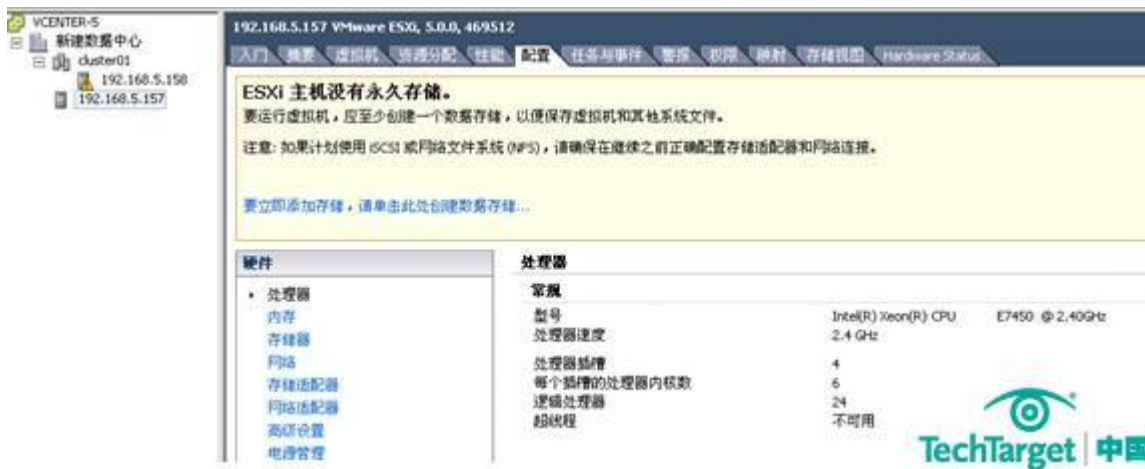 VCENTER-5
新建数据中心
cluster01
192.168.5.158
192.168.5.157
192.168.5.157 VMware ESXi, 5.0.0, 469512
入门 摘要 虚拟机 资源分配 性能 配置 任务与事件 警报 权限 映射 存储视图 Hardware Status
ESXi 主机没有永久存储。
要运行虚拟机，应至少创建一个数据存储，以便保存虚拟机和其他系统文件。
注意: 如果计划使用 iSCSI 或网络文件系统 (NFS)，请确保在继续之前正确配置存储适配器和网络连接。
要立即添加存储，请单击此处创建数据存储...
硬件
处理器
内存
存储器
网络
存储适配器
网络适配器
高级设置
电源管理
处理器
常规
型号 Intel(R) Xeon(R) CPU E7450 @ 2.40GHz
处理器速度 2.4 GHz
处理器插槽 4
每个插槽的处理器内核数 6
逻辑处理器 24
超线程 不可用
TechTarget 中国